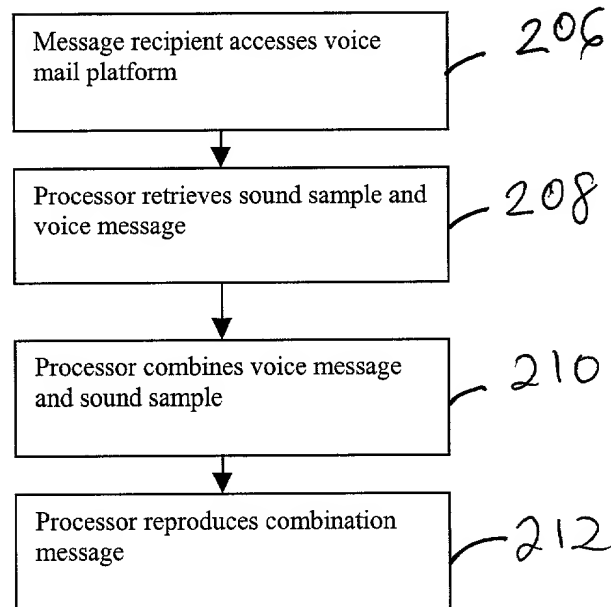 Message recipient accesses voice
mail platform
206
Processor retrieves sound sample and
voice message
208
Processor combines voice message
and sound sample
210
Processor reproduces combination
message
212